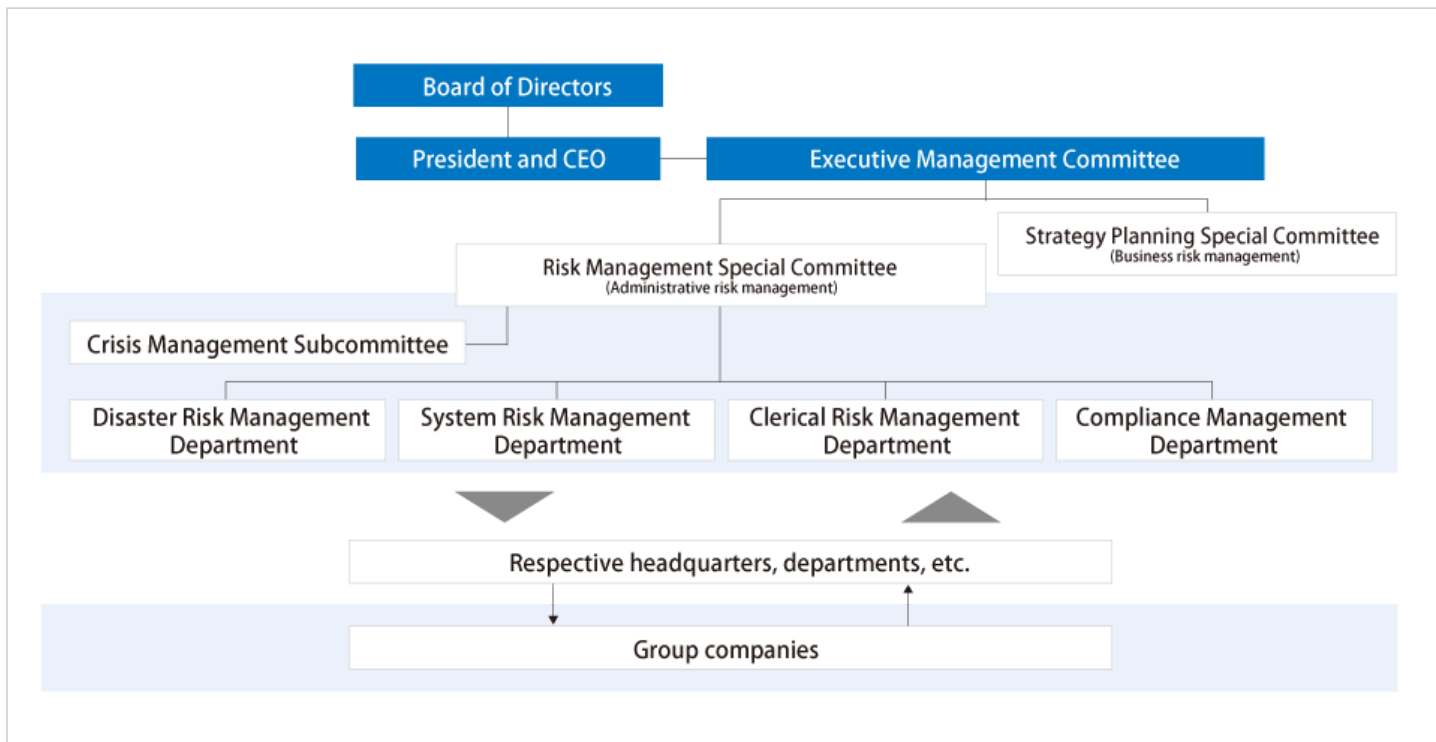 Board of Directors
President and CEO
Executive Management Committee
Strategy Planning Special Committee
(Business risk management)
Risk Management Special Committee
(Administrative risk management)
Crisis Management Subcommittee
Disaster Risk Management
Department
System Risk Management
Department
Clerical Risk Management
Department
Compliance Management
Department
Respective headquarters, departments, etc.
Group companies